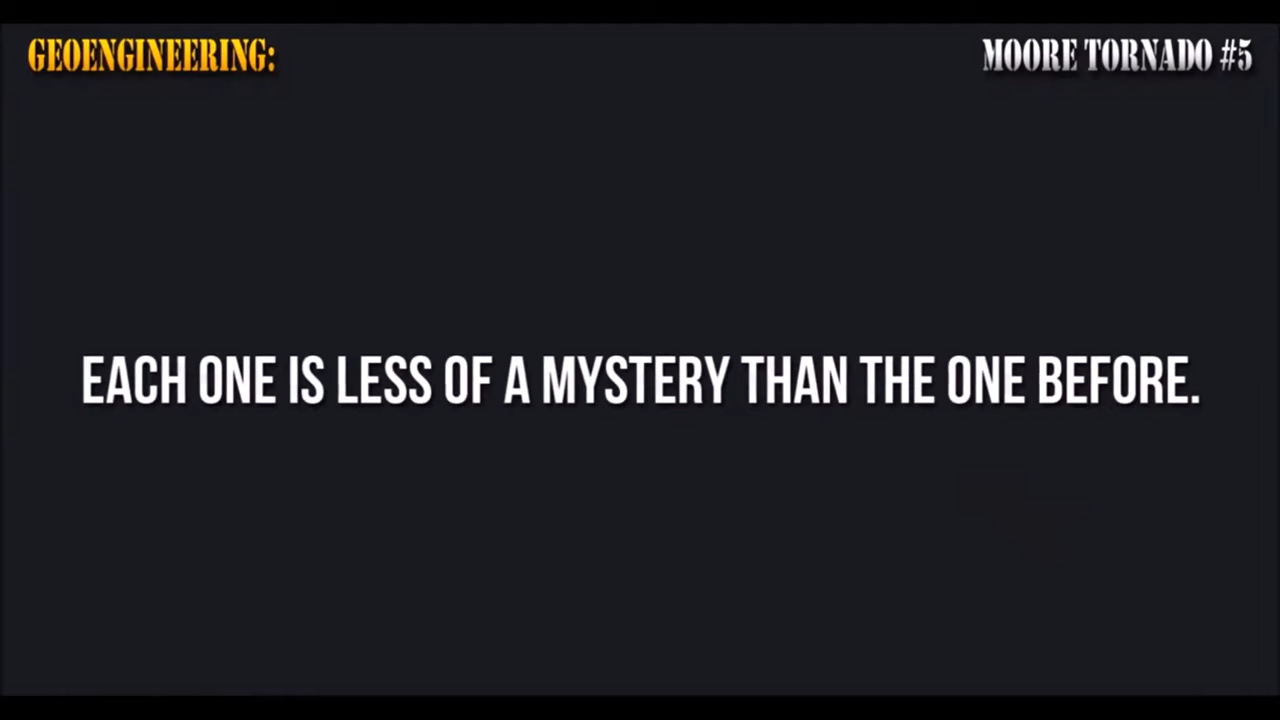 GEOENGINEERING:
MOORE TORNADO #5
EACH ONE IS LESS OF A MYSTERY THAN THE ONE BEFORE.